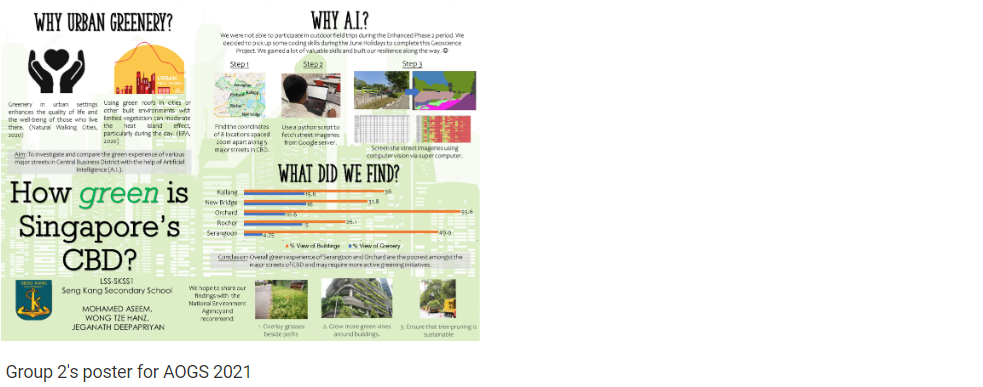 WHY URBAN GREENERY?
Greenery in urban settings
enhances the quality of life and
the well-being of those who live
there. (Natural Walking Cities,
2020)
URBAN
Using green roofs in cities or
other built environments with
limited vegetation can moderate
the heat island effect,
particularly during the day. (EPA,
2020)
Aim: To investigate and compare the green experience of various
major streets in Central Business District with the help of Artificial
Intelligence (A.I.).
How green is
Singapore's
CBD?
SENG KANG
LSS-SKSS1
Seng Kang Secondary School
MOHAMED ASEEM,
WONG TZE HANZ,
JEGANATH DEEPAPRIYAN
WHY A.I.?
We were not able to participate in outdoor field trips during the Enhanced Phase 2 period. We
decided to pick up some coding skills during the June Holidays to complete this Geoscience
Project. We gained a lot of valuable skills and built our resilience along the way. ☺
Step 1
Step 2
Step 3
Find the coordinates
of 8 locations spaced
200m apart along 5
major streets in CBD.
Use a python script to
fetch street imageries
from Google server.
Screen the street imageries using
computer vision via super computer.
WHAT DID WE FIND?
Kallang 36 15.6
New Bridge 31.8 16
Orchard 55.6 10.6
Rochor 26.1
Serangoon 49.9 4.75
% View of Buildings % View of Greenery
Conclusion: Overall green experience of Serangoon and Orchard are the poorest amongst the
major streets of CBD and may require more active greening initiatives.
We hope to share our
findings with the
National Environment
Agency and
recommend:
1. Overlay grasses
beside paths
2. Grow more green vines
around buildings.
3. Ensure that tree pruning is
sustainable
Group 2's poster for AOGS 2021